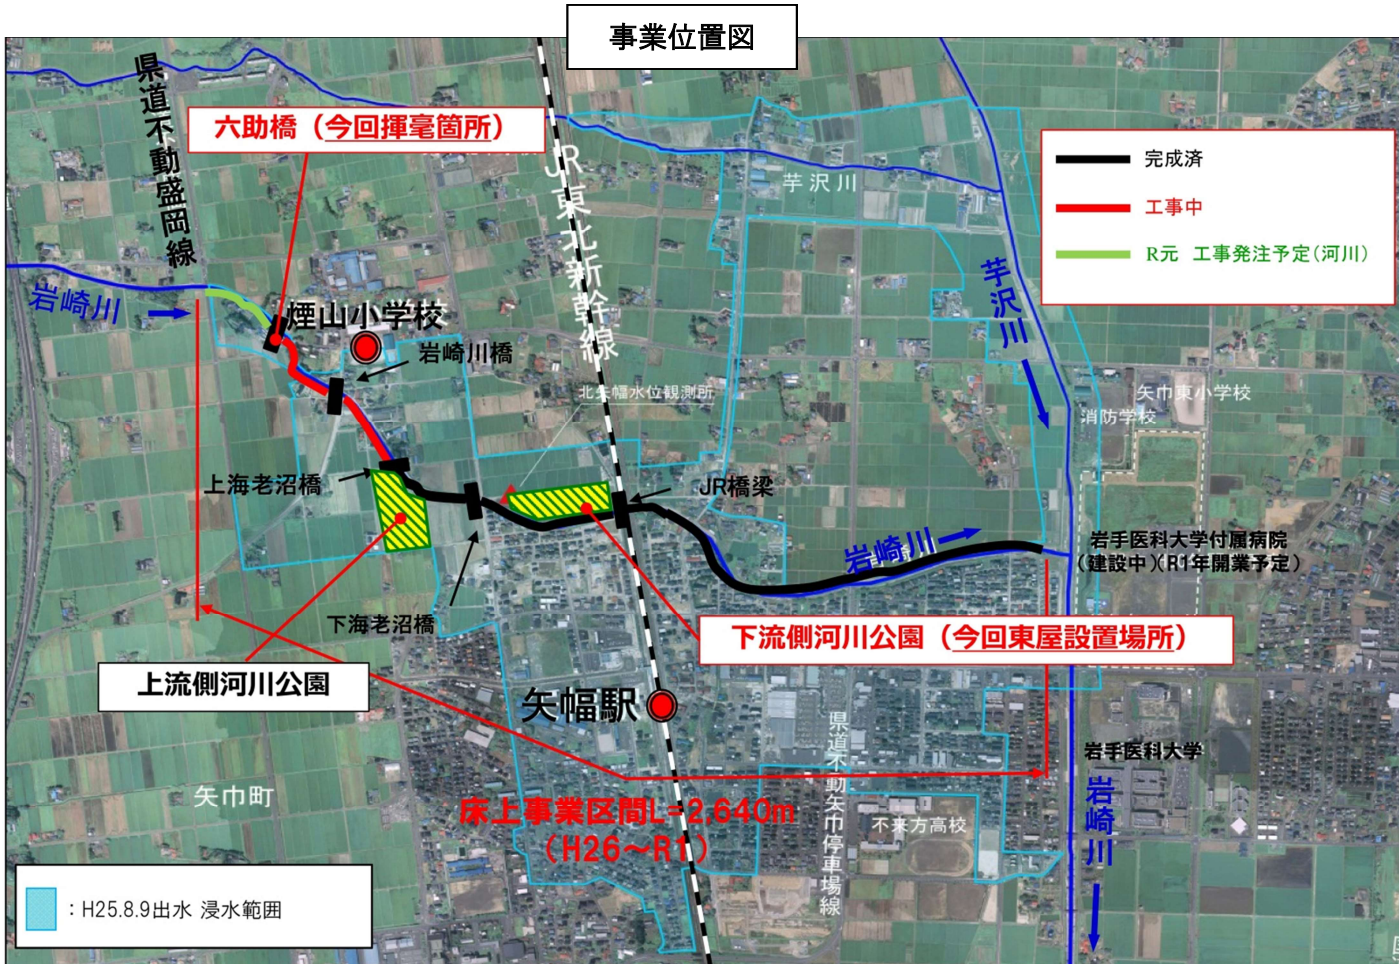 事業位置図
県道不動盛岡線
六助橋（今回揮毫箇所）
JR東北新幹線
芋沢川
完成済
工事中
R元 工事発注予定(河川)
岩崎川
煙山小学校
岩崎川橋
芋沢川
北矢幅水位観測所
矢巾東小学校
消防学校
上海老沼橋
JR橋梁
岩崎川
岩手医科大学付属病院
（建設中）(R1年開業予定)
下海老沼橋
下流側河川公園（今回東屋設置場所）
上流側河川公園
矢幅駅
県道不動矢巾停車場線
岩手医科大学
矢巾町
床上事業区間L=2,640m
（H26～R1）
不来方高校
岩崎川
：H25.8.9出水 浸水範囲